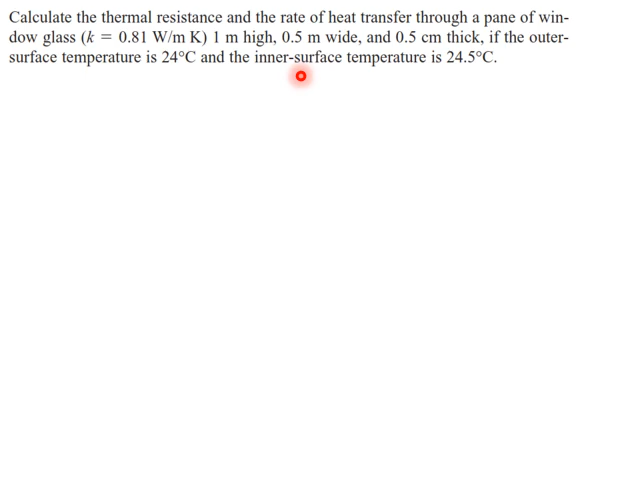 Calculate the thermal resistance and the rate of heat transfer through a pane of win-
dow glass (k = 0.81 W/m K) 1 m high, 0.5 m wide, and 0.5 cm thick, if the outer-
surface temperature is 24°C and the inner-surface temperature is 24.5°C.